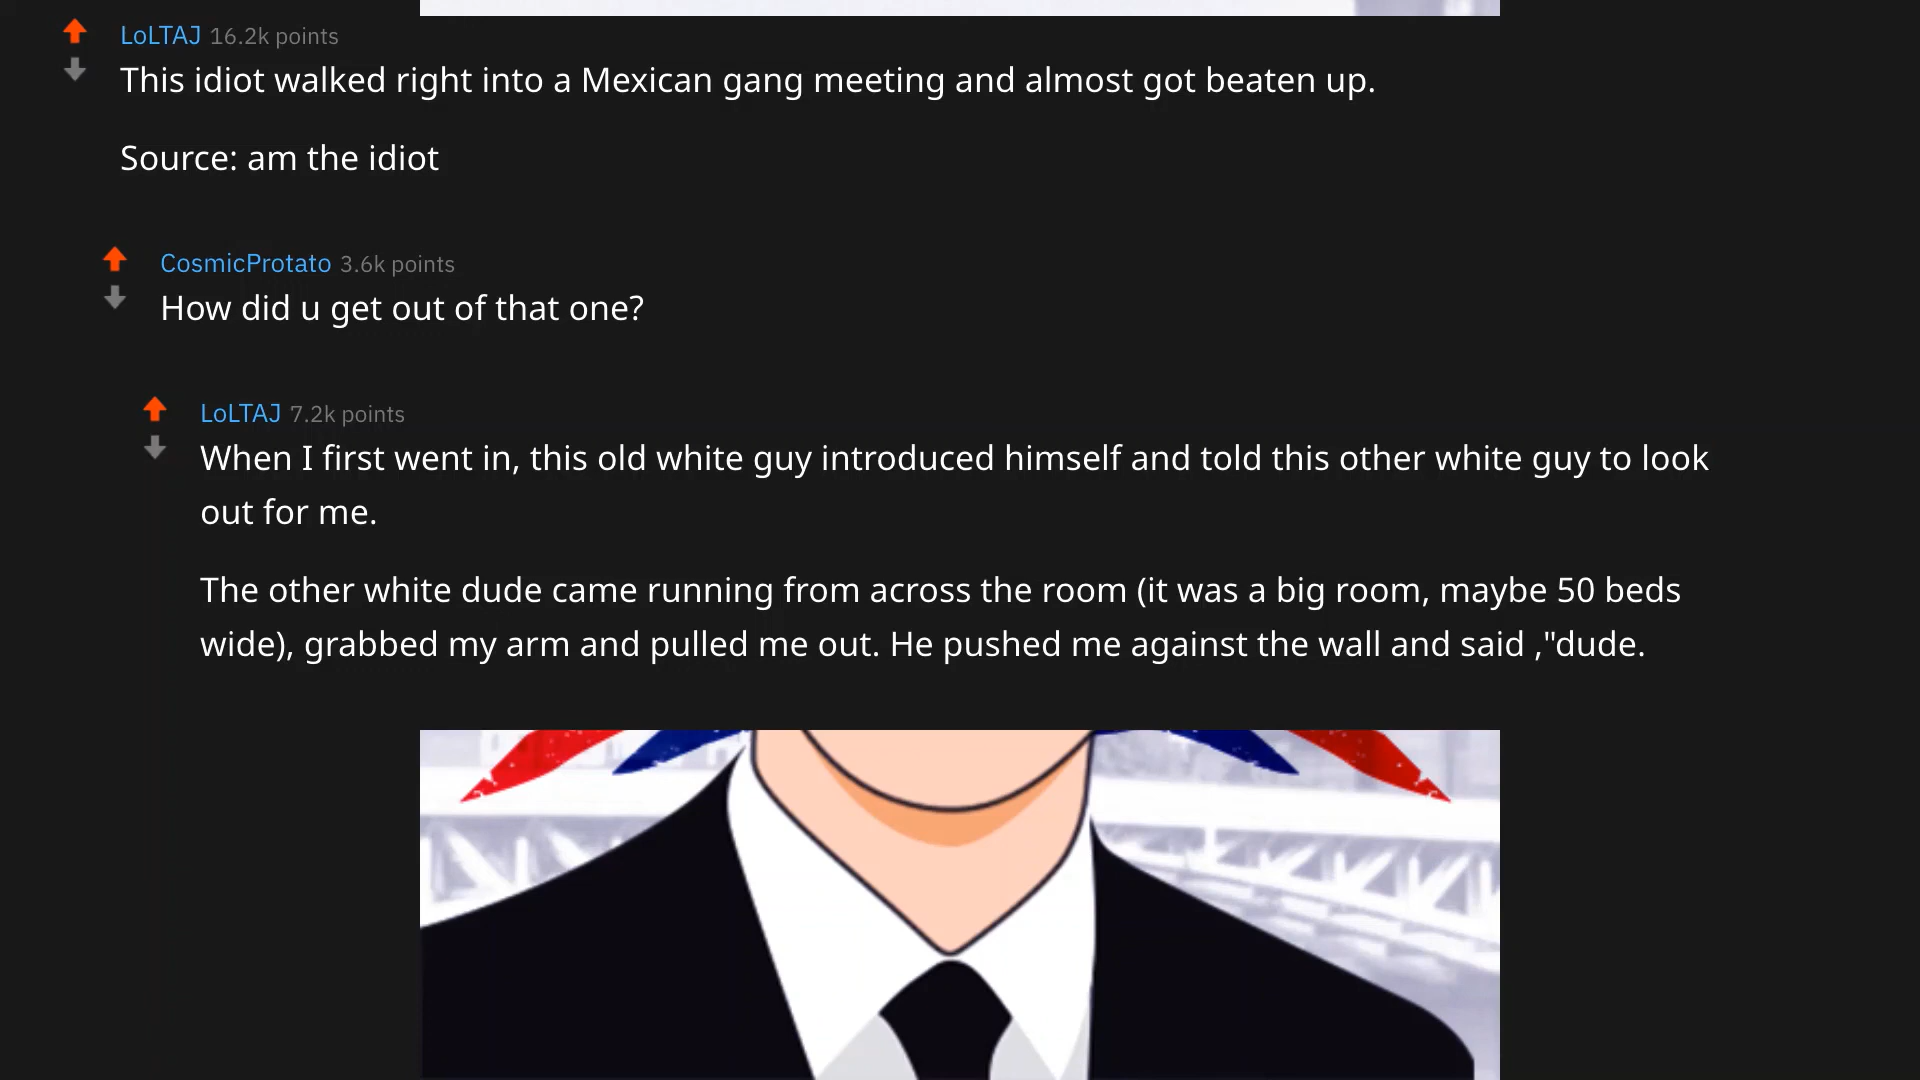 LoLTAJ 16.2k points
This idiot walked right into a Mexican gang meeting and almost got beaten up.
Source: am the idiot
CosmicProtato 3.6k points
How did u get out of that one?
LoLTAJ 7.2k points
When I first went in, this old white guy introduced himself and told this other white guy to look
out for me.
The other white dude came running from across the room (it was a big room, maybe 50 beds
wide), grabbed my arm and pulled me out. He pushed me against the wall and said ,"dude.